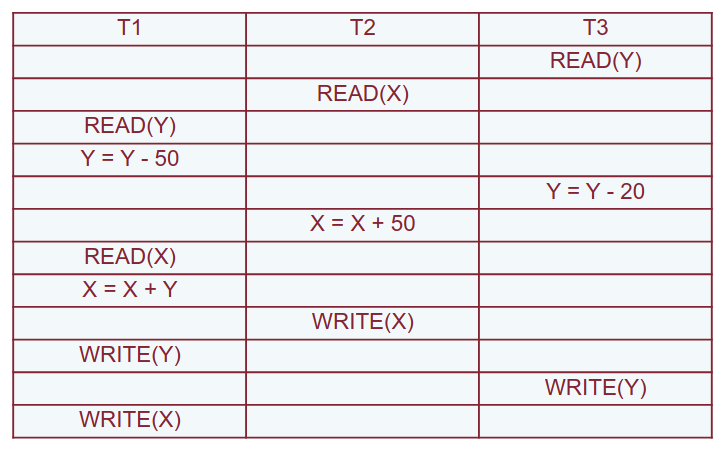 T1 T2 T3
READ(Y)
READ(X)
READ(Y)
Y = Y - 50
Y = Y - 20
X = X + 50
READ(X)
X = X + Y
WRITE(X)
WRITE(Y)
WRITE(Y)
WRITE(X)